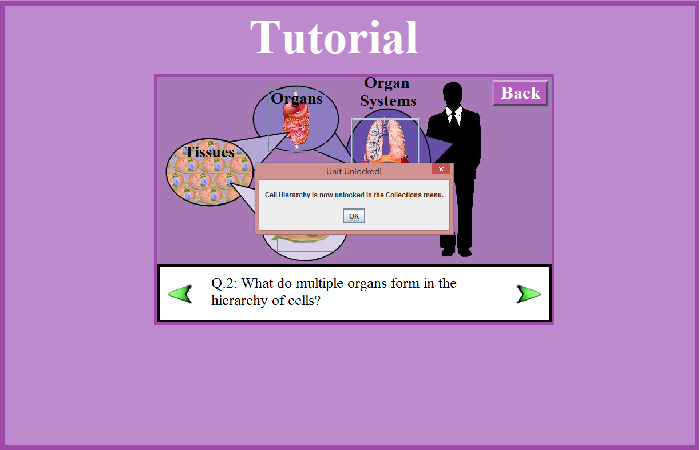 Tutorial
Organs
Organ
Systems
Back
Tissues
Unit Unlocked!
x
Cell Hierarchy is now unlocked in the Collections menu.
OK
Q.2: What do multiple organs form in the
hierarchy of cells?